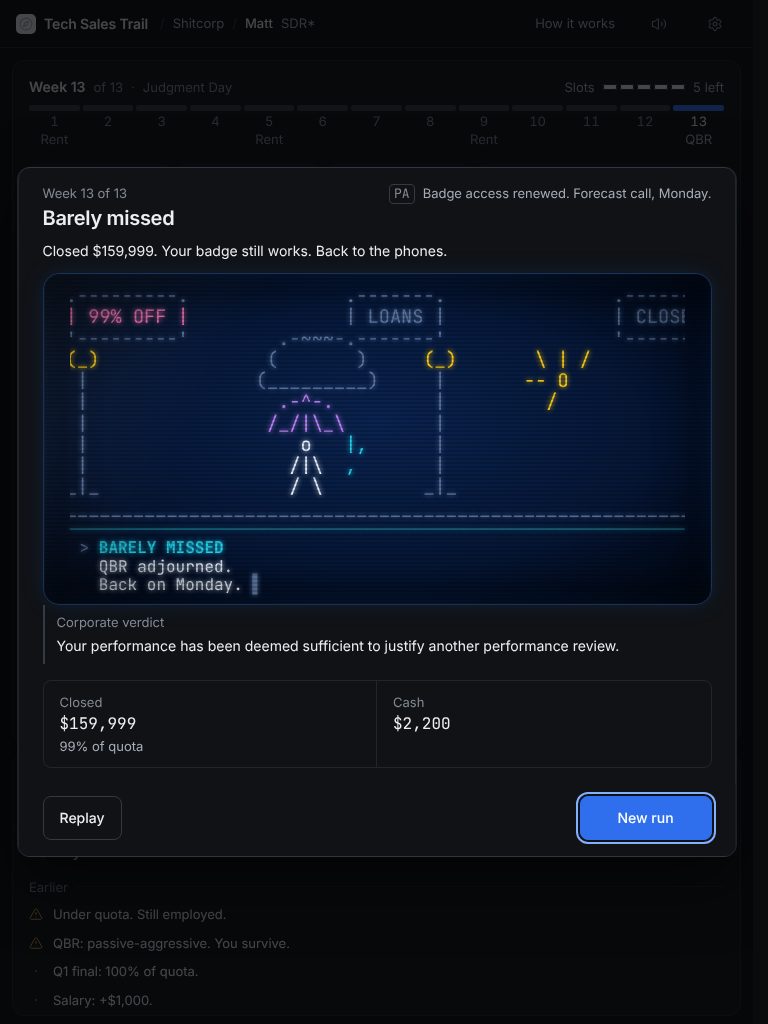 Tech Sales Trail / Shitcorp / Matt SDR* How it works
Week 13 of 13 · Judgment Day Slots 5 left
1 2 3 4 5 6 7 8 9 10 11 12 13
Rent Rent Rent QBR
Week 13 of 13 PA Badge access renewed. Forecast call, Monday.
Barely missed
Closed $159,999. Your badge still works. Back to the phones.
99% OFF LOANS CLOSE
> BARELY MISSED
QBR adjourned.
Back on Monday.
Corporate verdict
Your performance has been deemed sufficient to justify another performance review.
Closed Cash
$159,999 $2,200
99% of quota
Replay New run
Earlier
Under quota. Still employed.
QBR: passive-aggressive. You survive.
· Q1 final: 100% of quota.
· Salary: +$1,000.